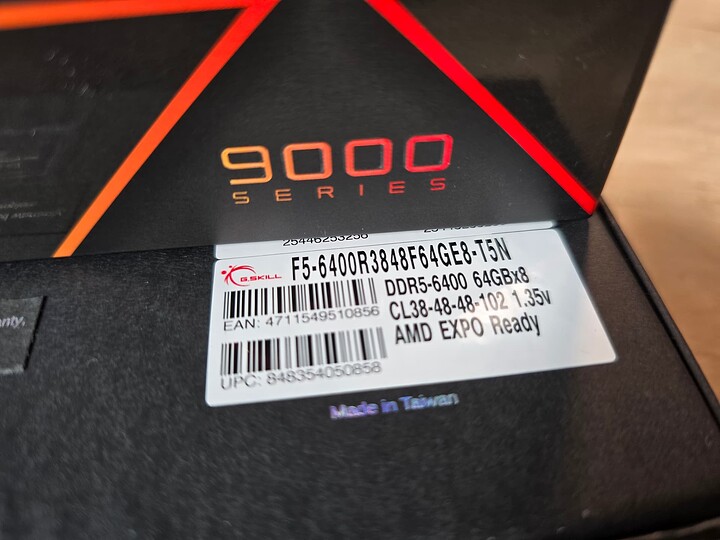 9000
SERIES
25446253258
G.SKILL
F5-6400R3848F64GE8-T5N
DDR5-6400 64GBx8
CL38-48-48-102 1.35v
AMD EXPO Ready
EAN: 4711549510856
UPC: 848354050858
Made in Taiwan